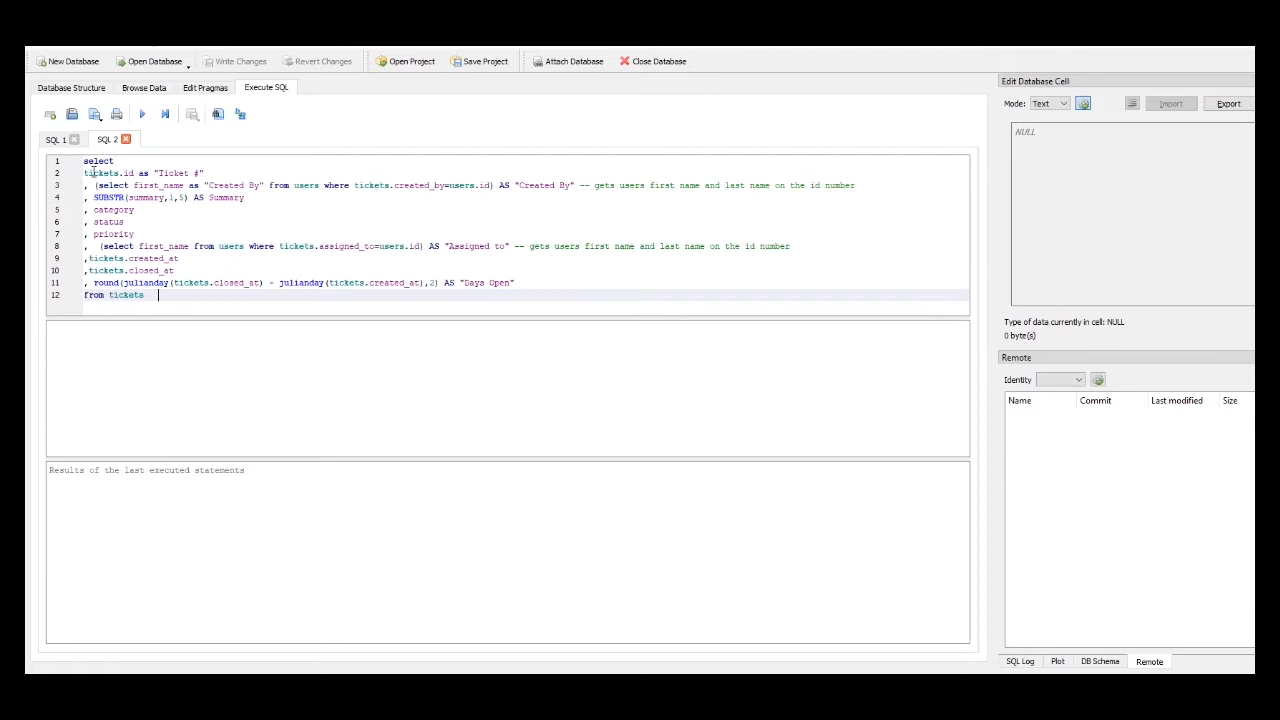 New Database Open Database Write Changes Revert Changes Open Project Save Project Attach Database Close Database
Database Structure Browse Data Edit Pragmas Execute SQL
SQL 1 SQL 2
1 select
2 tickets.id as "Ticket #"
3 , (select first_name as "Created By" from users where tickets.created_by=users.id) AS "Created By" -- gets users first name and last name on the id number
4 , SUBSTR(summary,1,5) AS Summary
5 , category
6 , status
7 , priority
8 , (select first_name from users where tickets.assigned_to=users.id) AS "Assigned to" -- gets users first name and last name on the id number
9 ,tickets.created_at
10 ,tickets.closed_at
11 , round(julianday(tickets.closed_at) - julianday(tickets.created_at),2) AS "Days Open"
12 from tickets
Results of the last executed statements
Edit Database Cell
Mode: Text Import Export
NULL
Type of data currently in cell: NULL
0 byte(s)
Remote
Identity
Name Commit Last modified Size
SQL Log Plot DB Schema Remote